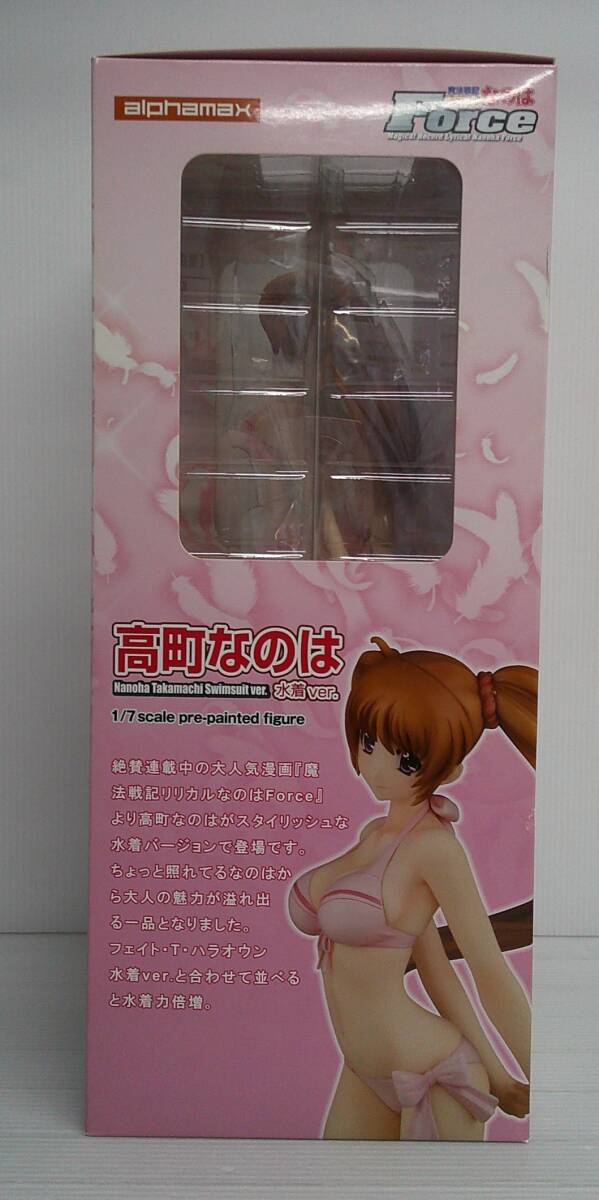 alphamax
魔法戦記
なのは
Force
Magical Record Lyrical Nanoha Force
高町なのは
Nanoha Takamachi Swimsuit ver. 水着ver.
1/7 scale pre-painted figure
絶賛連載中の大人気漫画『魔
法戦記リリカルなのはForce』
より高町なのはがスタイリッシュな
水着バージョンで登場です。
ちょっと照れてるなのはか
ら大人の魅力が溢れ出
る一品となりました。
フェイト・T・ハラオウン
水着ver.と合わせて並べる
と水着力倍増。